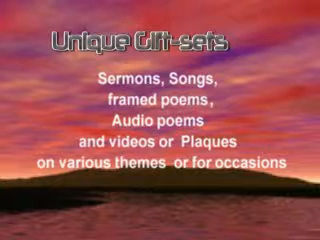 Unique Gift-sets
Sermons, Songs,
framed poems,
Audio poems
and videos or Plaques
on various themes or for occasions